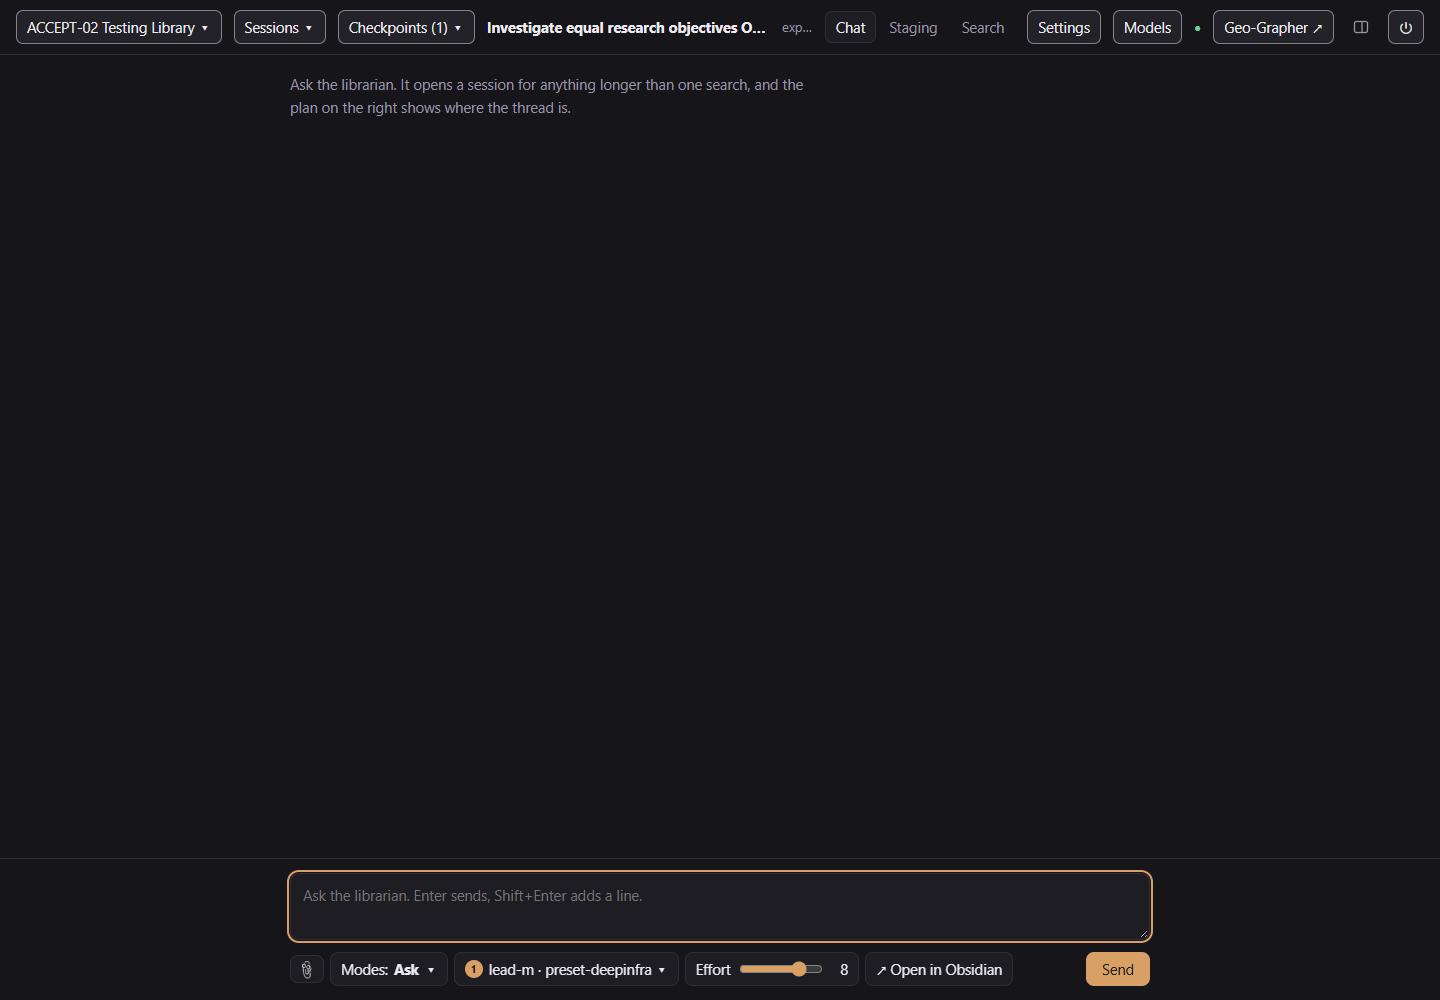 ACCEPT-02 Testing Library ▾ Sessions ▾ Checkpoints (1) ▾ Investigate equal research objectives O... exp... Chat Staging Search Settings Models Geo-Grapher ↗
Ask the librarian. It opens a session for anything longer than one search, and the
plan on the right shows where the thread is.
Ask the librarian. Enter sends, Shift+Enter adds a line.
Modes: Ask ▾ 1 lead-m · preset-deepinfra ▾ Effort 8 ↗ Open in Obsidian Send